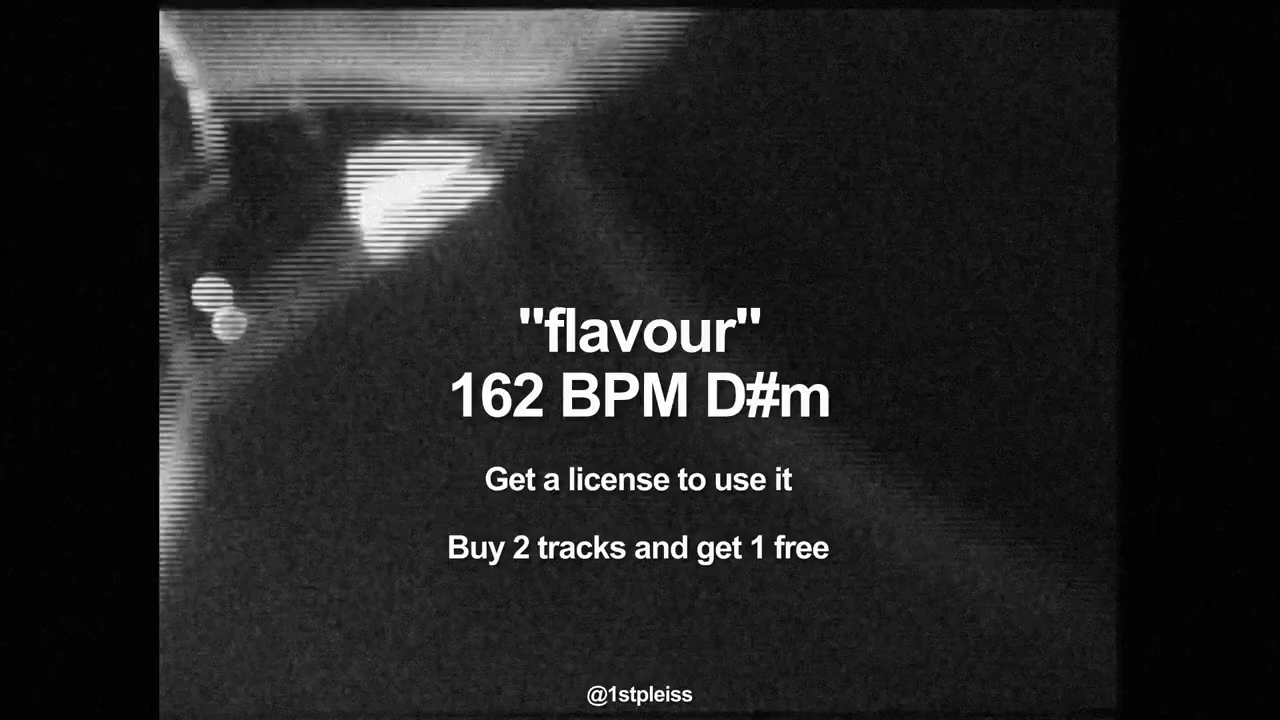 "flavour"
162 BPM D#m
Get a license to use it
Buy 2 tracks and get 1 free
@1stpleiss